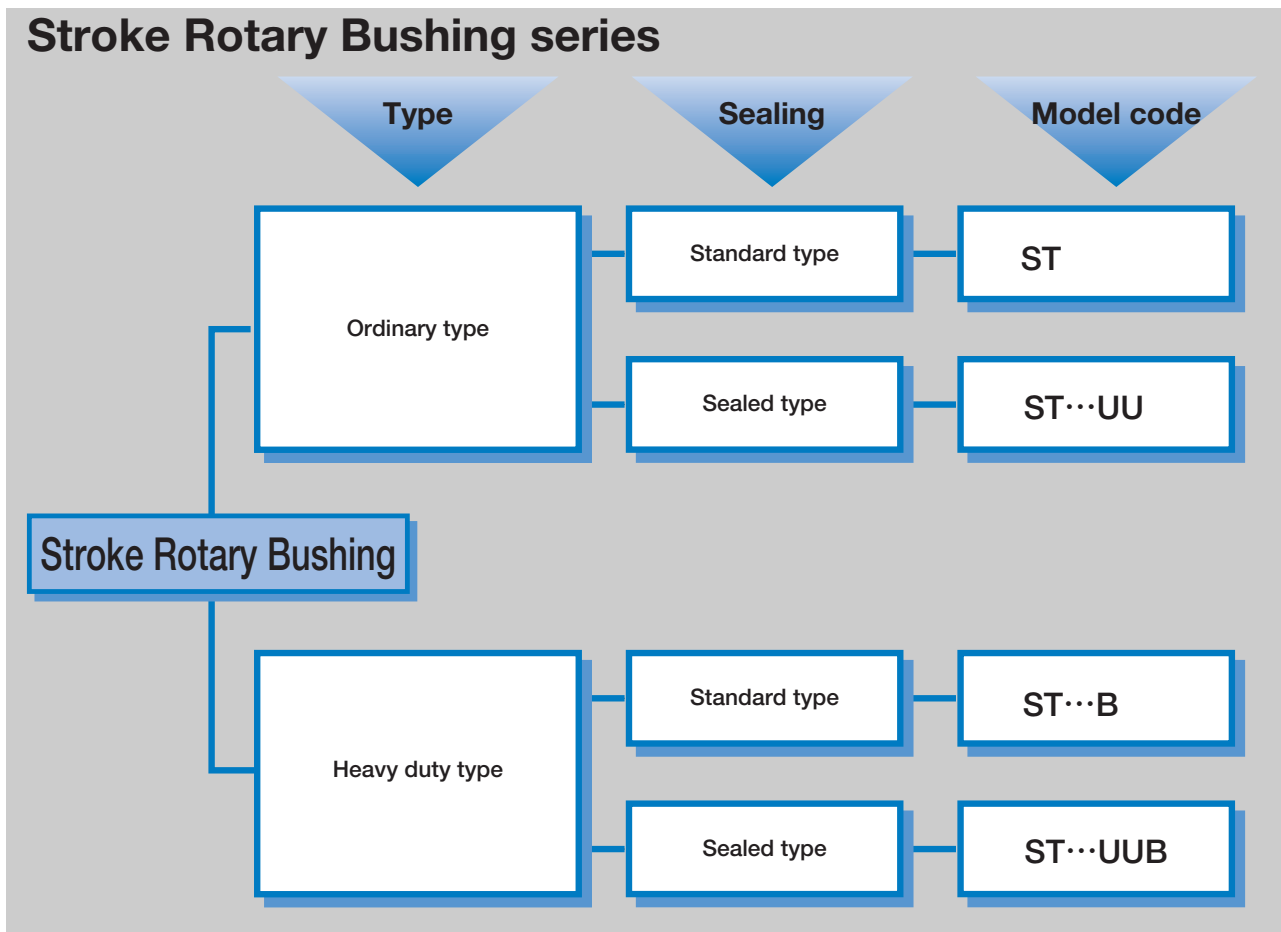 Stroke Rotary Bushing series
Type
Sealing
Model code
Ordinary type
Standard type
ST
Sealed type
ST···UU
Stroke Rotary Bushing
Heavy duty type
Standard type
ST···B
Sealed type
ST···UUB